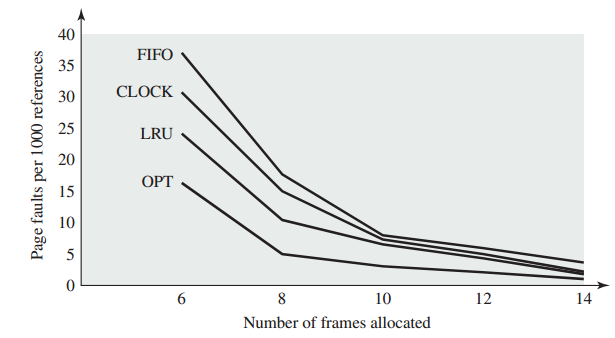 Page faults per 1000 references
40
35
30
25
20
15
10
5
0
FIFO
CLOCK
LRU
OPT
6 8 10 12 14
Number of frames allocated